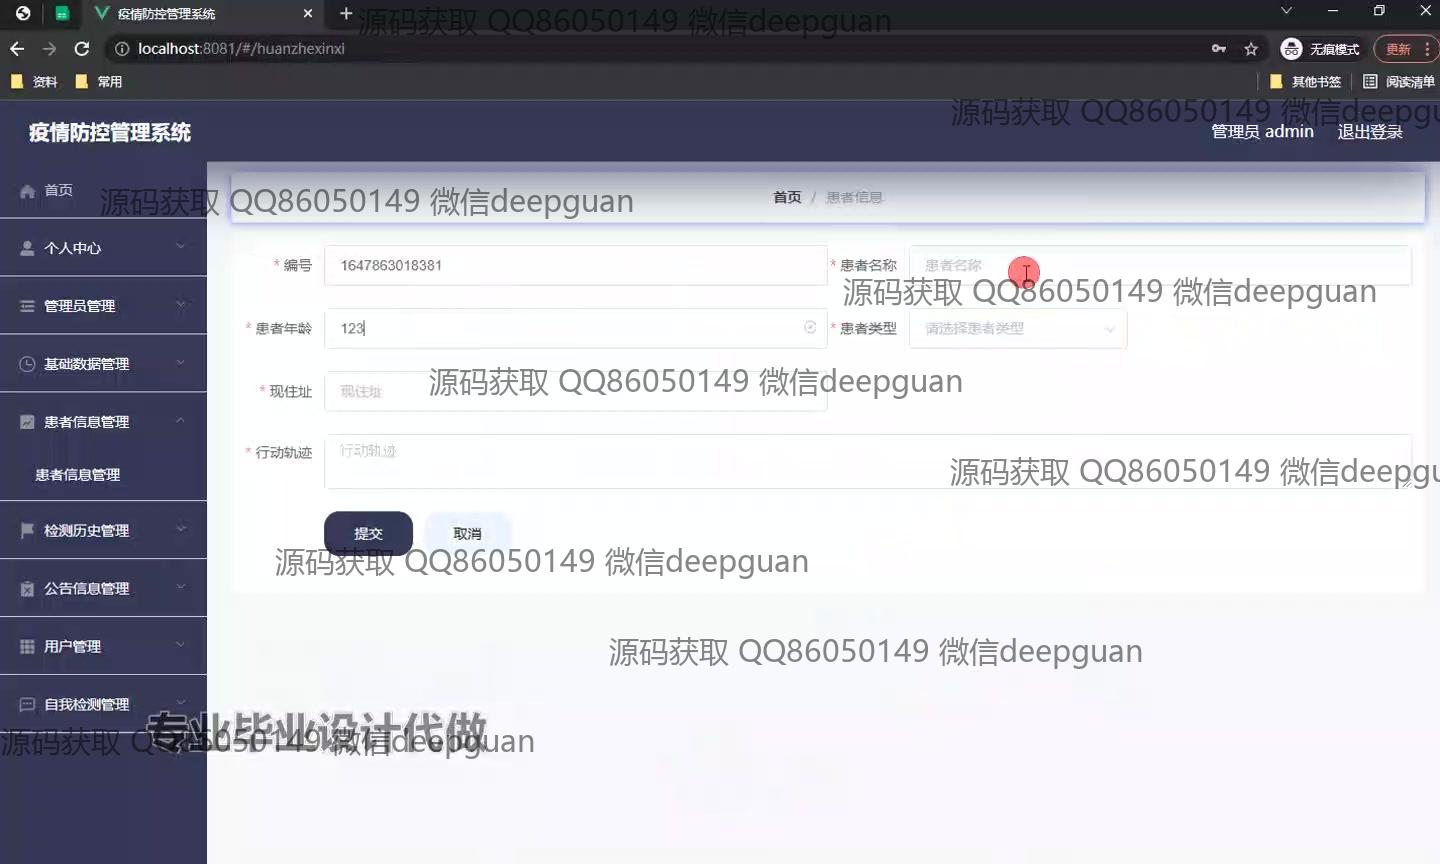 疫情防控管理系统
源码获取 QQ86050149 微信deepguan
localhost:8081/#/huanzhexinxi
无痕模式
更新
资料
常用
其他书签
阅读清单
源码获取 QQ86050149 微信deepgu
疫情防控管理系统
管理员 admin
退出登录
首页
源码获取 QQ86050149 微信deepguan
首页 / 患者信息
个人中心
* 编号
1647863018381
* 患者名称
患者名称
源码获取 QQ86050149 微信deepguan
管理员管理
* 患者年龄
123
* 患者类型
请选择患者类型
基础数据管理
* 现住址
现住址
源码获取 QQ86050149 微信deepguan
患者信息管理
* 行动轨迹
行动轨迹
患者信息管理
源码获取 QQ86050149 微信deepgu
检测历史管理
提交
取消
源码获取 QQ86050149 微信deepguan
公告信息管理
用户管理
源码获取 QQ86050149 微信deepguan
自我检测管理
专业毕业设计代做
源码获取 QQ86050149 微信deepguan